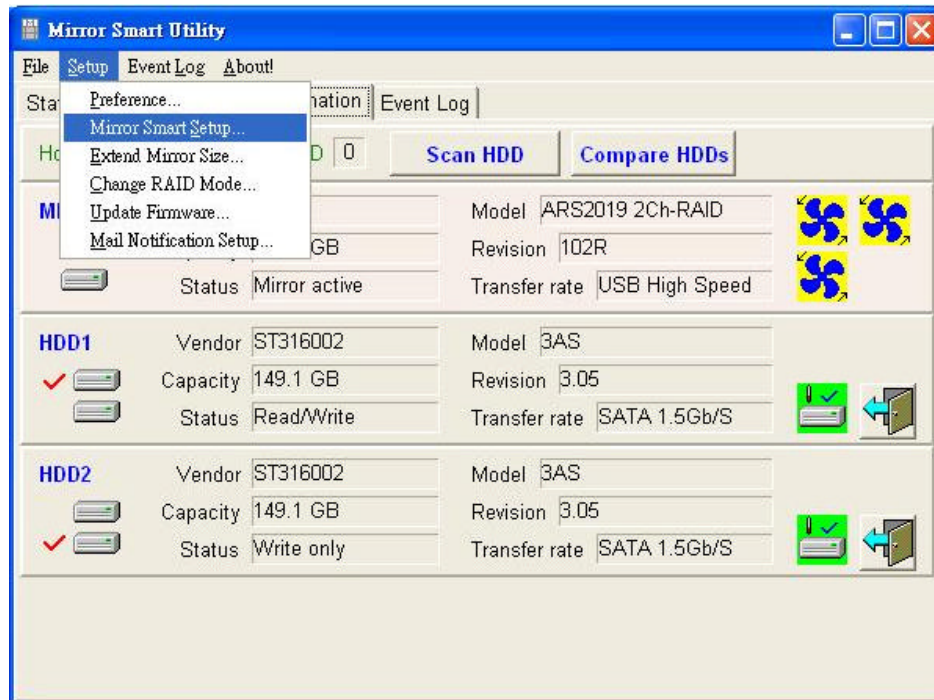 Mirror Smart Utility
File Setup Event Log About!
Preference...
Mirror Smart Setup...
Extend Mirror Size...
Change RAID Mode...
Update Firmware...
Mail Notification Setup...
Event Log
0 Scan HDD Compare HDDs
Model ARS2019 2Ch-RAID
GB Revision 102R
Status Mirror active Transfer rate USB High Speed
HDD1 Vendor ST316002 Model 3AS
Capacity 149.1 GB Revision 3.05
Status Read/Write Transfer rate SATA 1.5Gb/S
HDD2 Vendor ST316002 Model 3AS
Capacity 149.1 GB Revision 3.05
Status Write only Transfer rate SATA 1.5Gb/S